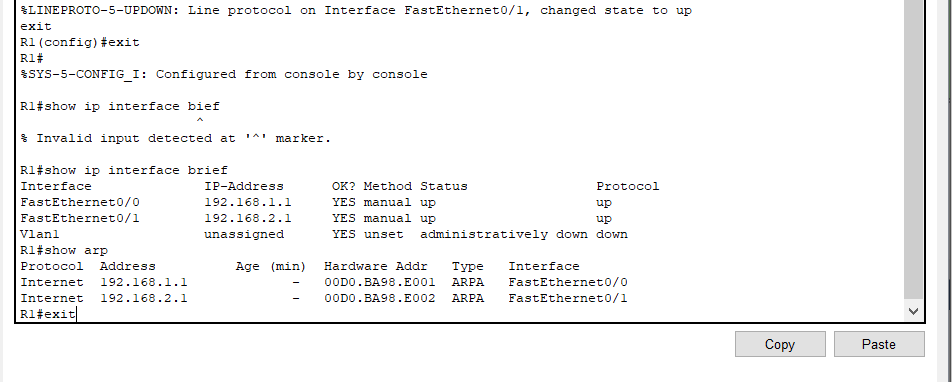 %LINEPROTO-5-UPDOWN: Line protocol on Interface FastEthernet0/1, changed state to up
exit
R1(config)#exit
R1#
%SYS-5-CONFIG_I: Configured from console by console
R1#show ip interface bief
^
% Invalid input detected at '^' marker.
R1#show ip interface brief
Interface IP-Address OK? Method Status Protocol
FastEthernet0/0 192.168.1.1 YES manual up up
FastEthernet0/1 192.168.2.1 YES manual up up
Vlan1 unassigned YES unset administratively down down
R1#show arp
Protocol Address Age (min) Hardware Addr Type Interface
Internet 192.168.1.1 - 00D0.BA98.E001 ARPA FastEthernet0/0
Internet 192.168.2.1 - 00D0.BA98.E002 ARPA FastEthernet0/1
R1#exit
Copy Paste